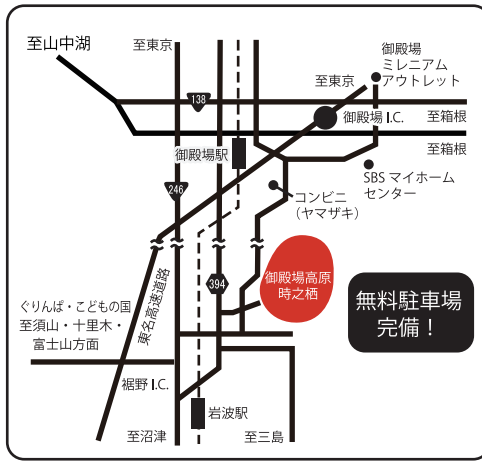 至山中湖
至東京
御殿場
ミレニアム
アウトレット
至東京
138
御殿場 I.C.
至箱根
至箱根
御殿場駅
SBS マイホーム
センター
246
コンビニ
(ヤマザキ)
東名高速道路
394
御殿場高原
時之栖
無料駐車場
完備！
ぐりんぱ・こどもの国
至須山・十里木・
富士山方面
裾野 I.C.
岩波駅
至沼津
至三島